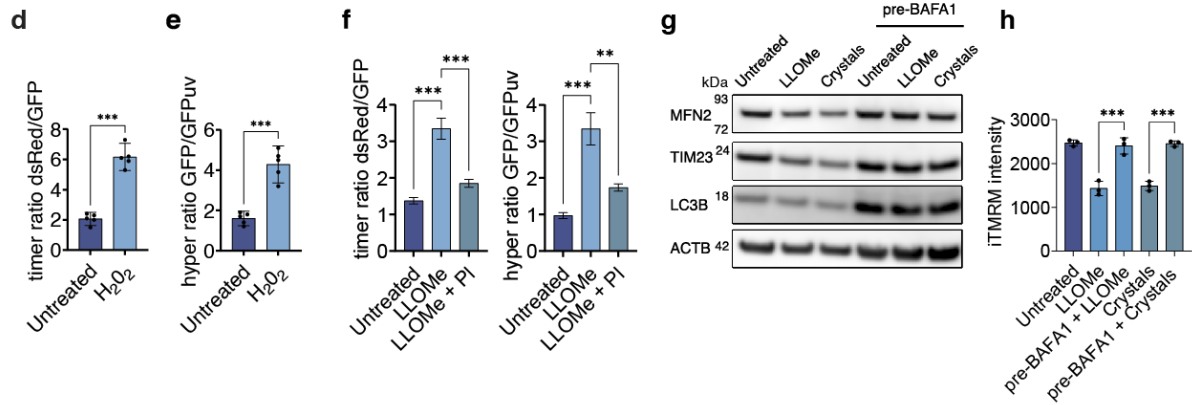 d
timer ratio dsRed/GFP
8
6
4
2
0
***
Untreated
H202
e
hyper ratio GFP/GFPuv
6
4
2
0
***
Untreated
H202
f
timer ratio dsRed/GFP
4
3
2
1
0
***
***
Untreated
LLOMe
LLOMe + PI
hyper ratio GFP/GFPuv
4
3
2
1
0
***
**
Untreated
LLOMe
LLOMe + PI
g
pre-BAFA1
Untreated
LLOMe
Crystals
Untreated
LLOMe
Crystals
kDa
93
MFN2
72
TIM23 24
18
LC3B
ACTB 42
h
iTMRM intensity
3000
2000
1000
0
***
***
Untreated
LLOMe
pre-BAFA1 + LLOMe
Crystals
pre-BAFA1 + Crystals